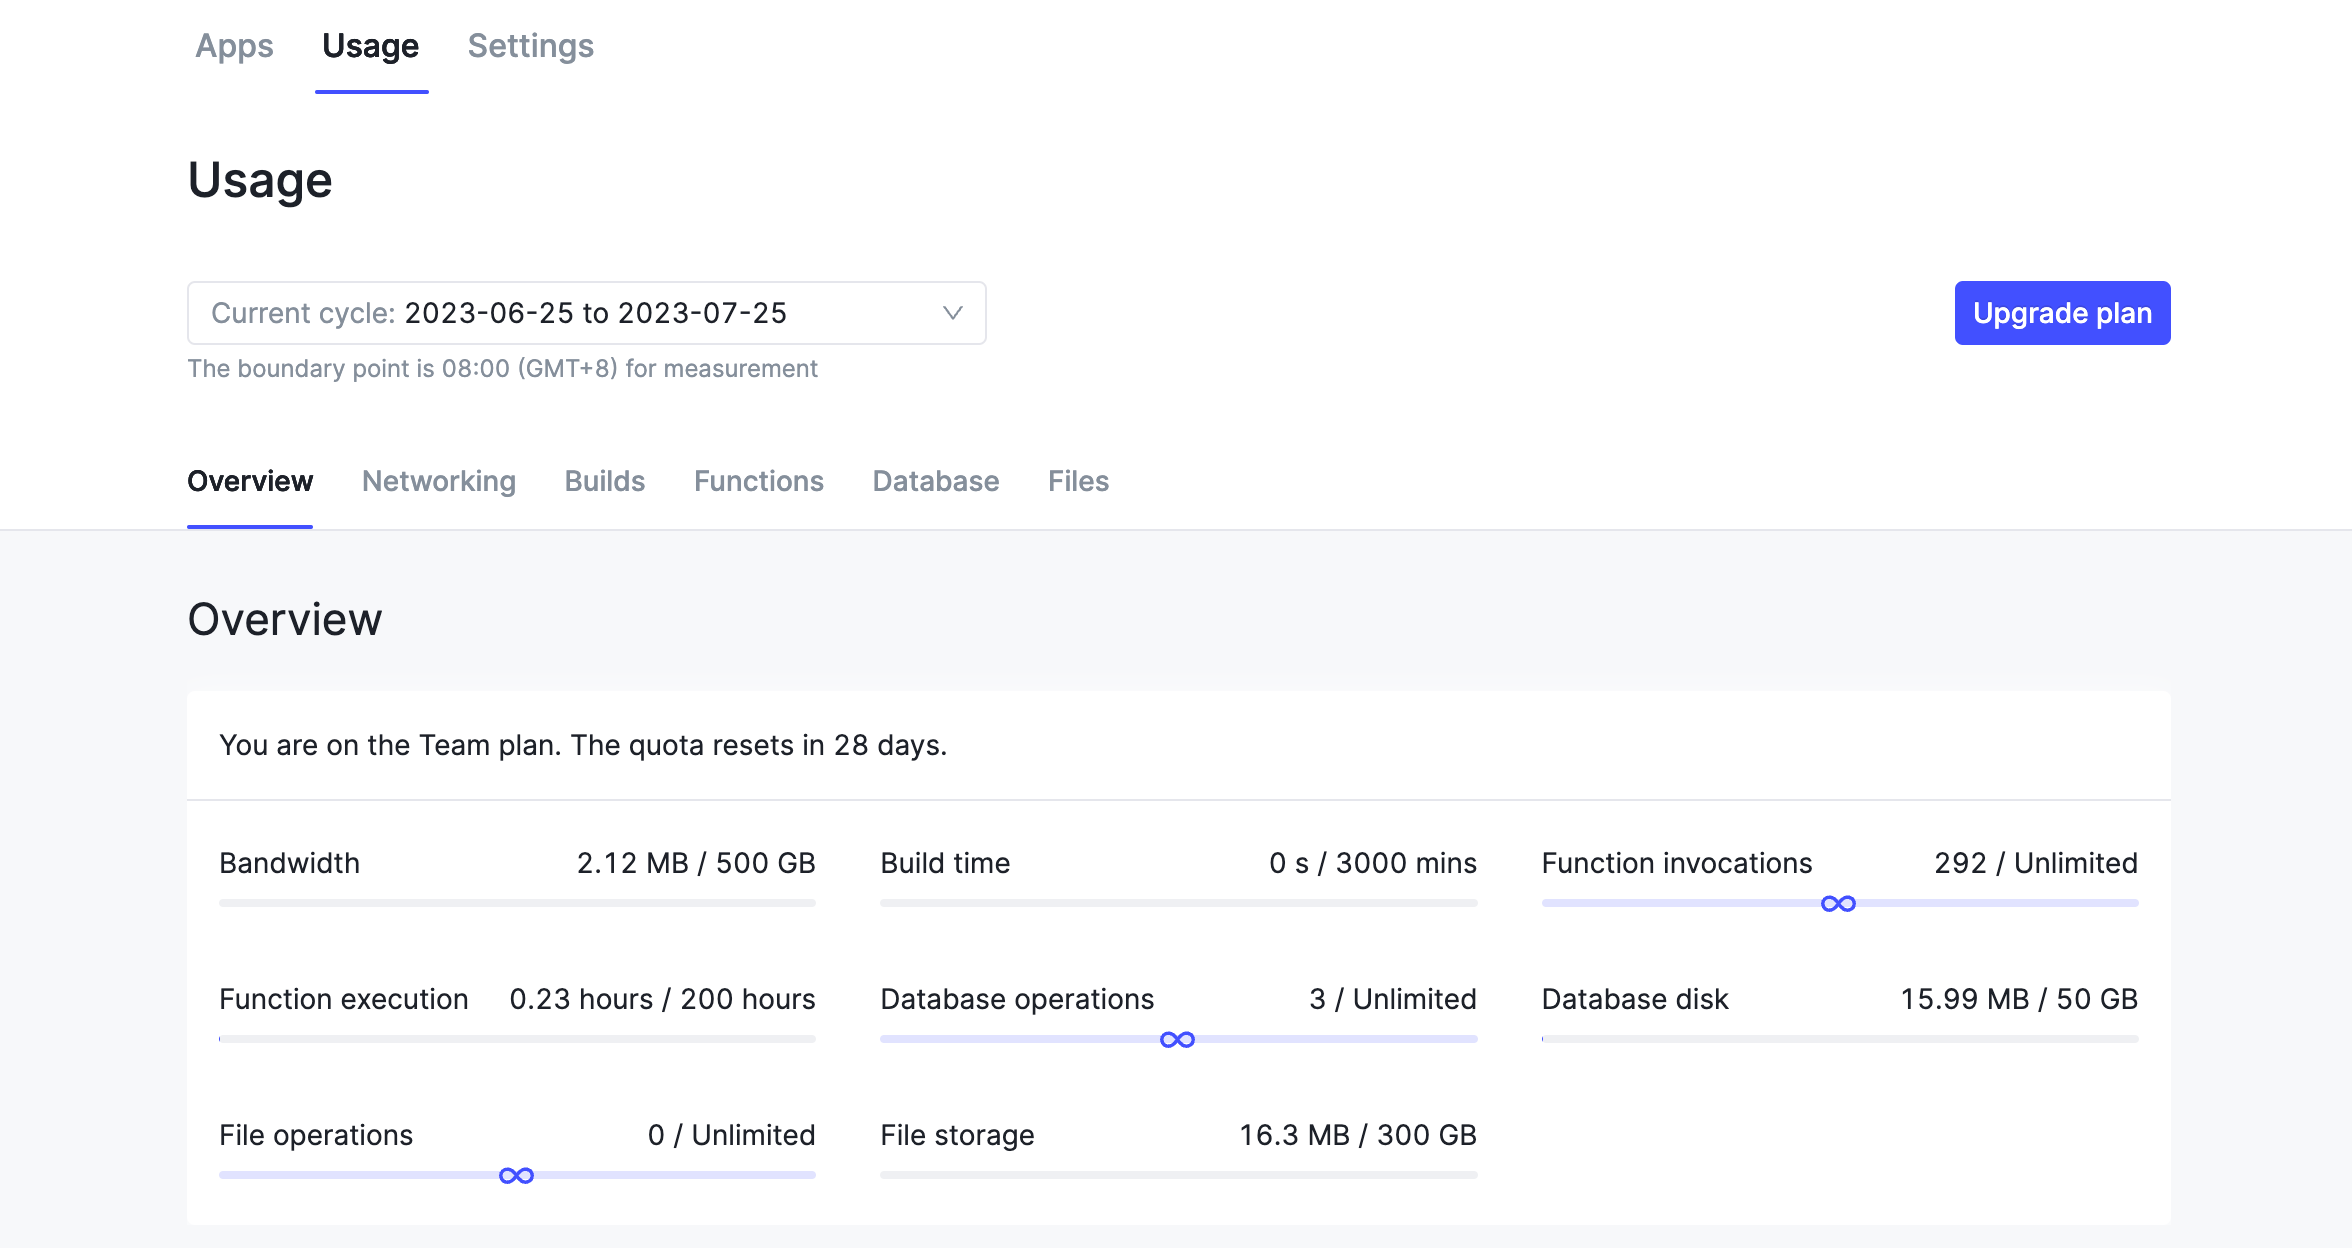 Apps Usage Settings
Usage
Current cycle: 2023-06-25 to 2023-07-25
Upgrade plan
The boundary point is 08:00 (GMT+8) for measurement
Overview Networking Builds Functions Database Files
Overview
You are on the Team plan. The quota resets in 28 days.
Bandwidth 2.12 MB / 500 GB
Build time 0 s / 3000 mins
Function invocations 292 / Unlimited
Function execution 0.23 hours / 200 hours
Database operations 3 / Unlimited
Database disk 15.99 MB / 50 GB
File operations 0 / Unlimited
File storage 16.3 MB / 300 GB